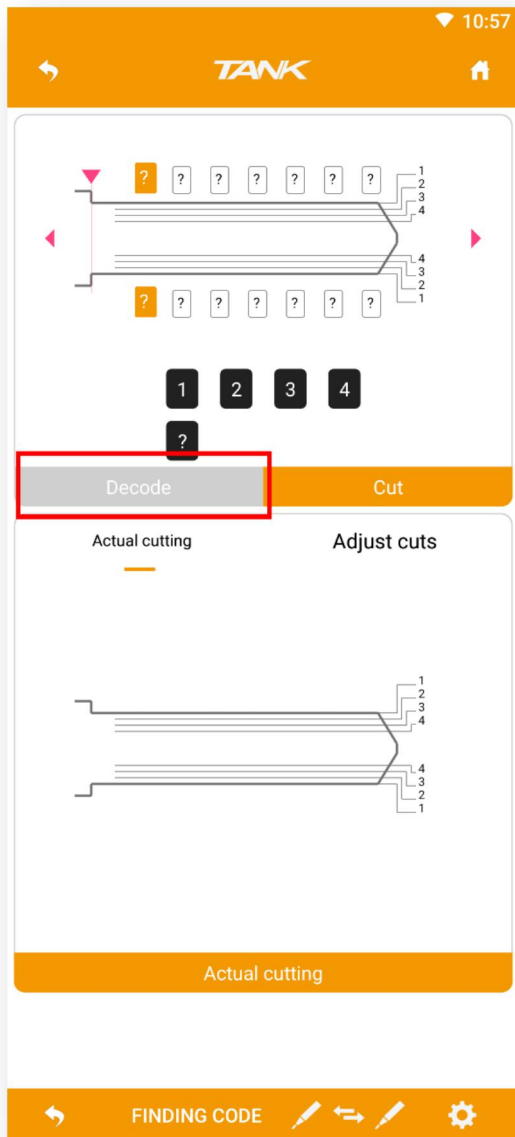 10:57
TANK
? ? ? ? ? ? ?
1
2
3
4
4
3
2
1
? ? ? ? ? ? ?
1 2 3 4
?
Decode Cut
Actual cutting Adjust cuts
1
2
3
4
4
3
2
1
Actual cutting
FINDING CODE